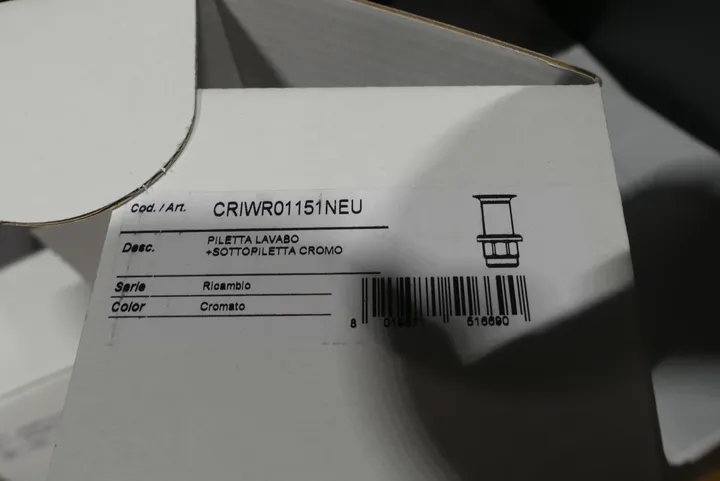 Cod. / Art. CRIWR01151NEU
Desc. PILETTA LAVABO
+SOTTOPILETTA CROMO
Serie Ricambio
Color Cromato
8 516690